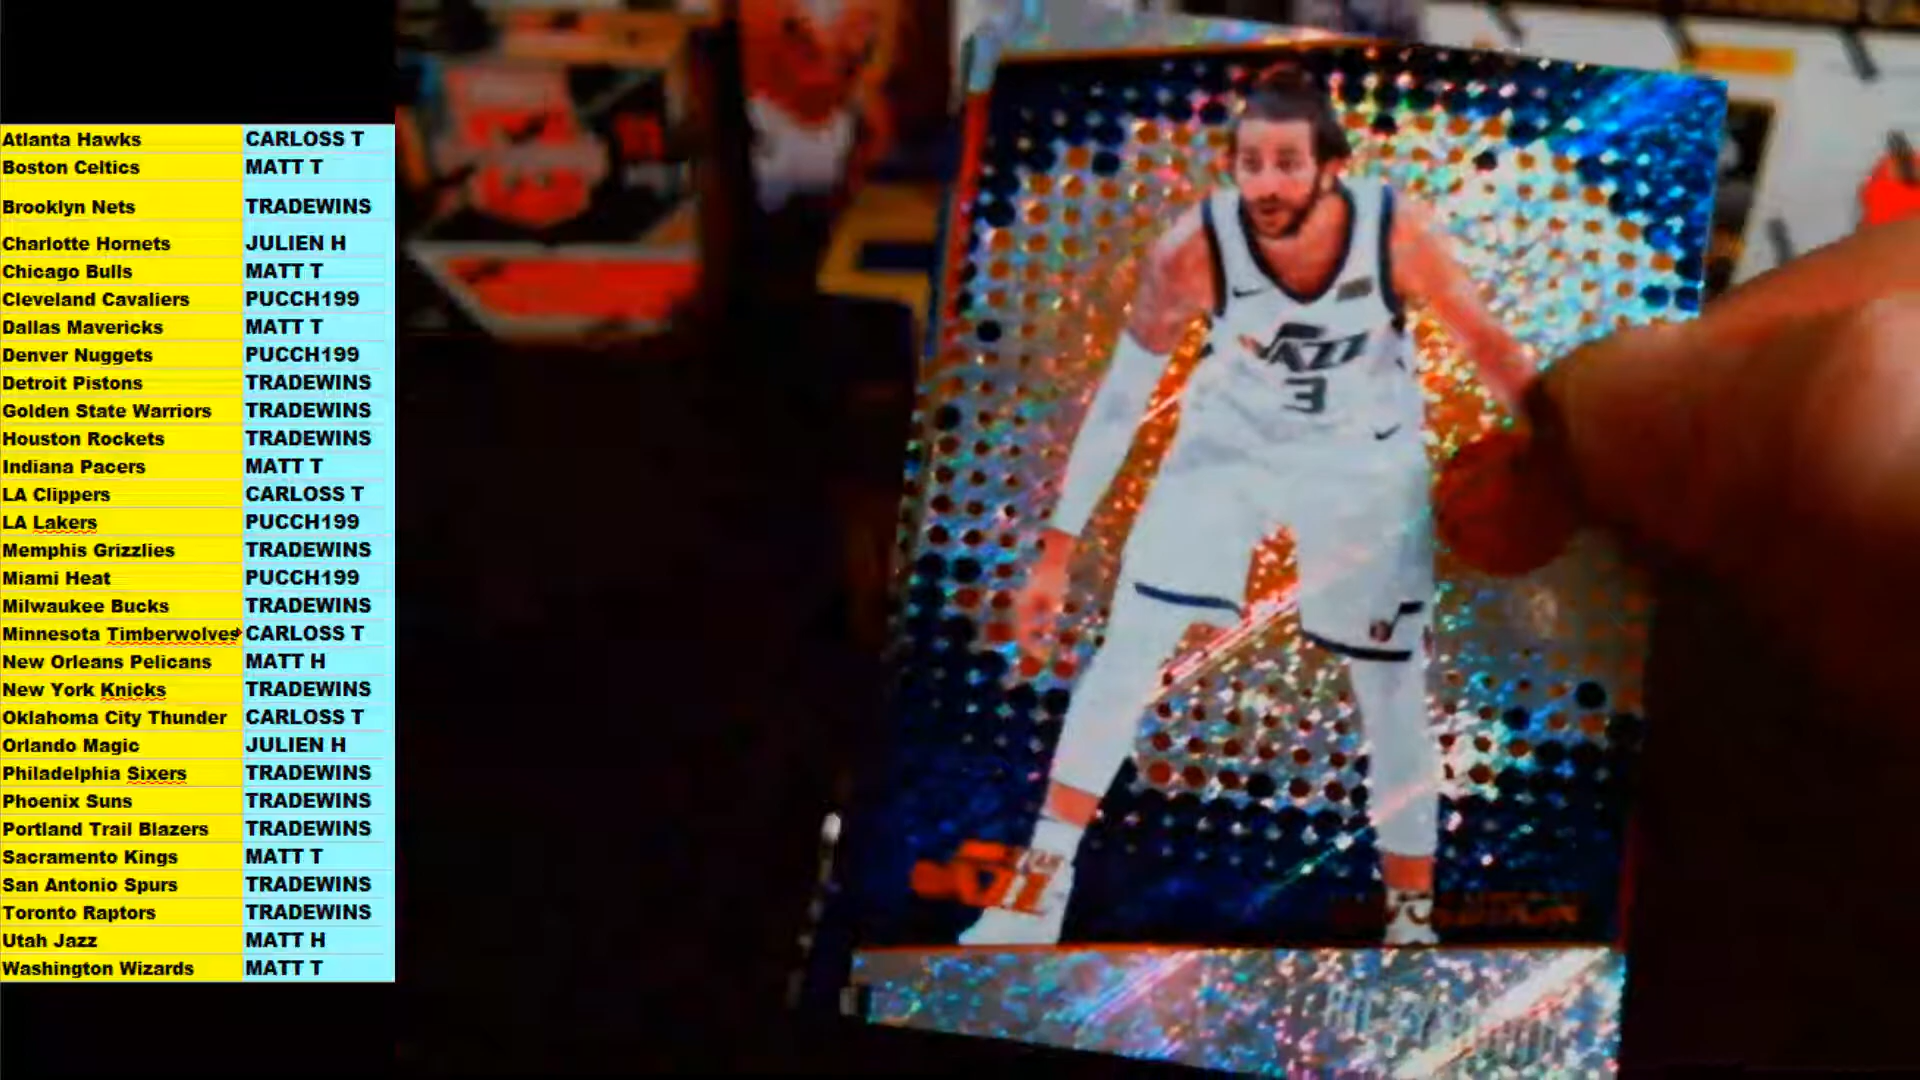 Atlanta Hawks CARLOSS T
Boston Celtics MATT T
Brooklyn Nets TRADEWINS
Charlotte Hornets JULIEN H
Chicago Bulls MATT T
Cleveland Cavaliers PUCCH199
Dallas Mavericks MATT T
Denver Nuggets PUCCH199
Detroit Pistons TRADEWINS
Golden State Warriors TRADEWINS
Houston Rockets TRADEWINS
Indiana Pacers MATT T
LA Clippers CARLOSS T
LA Lakers PUCCH199
Memphis Grizzlies TRADEWINS
Miami Heat PUCCH199
Milwaukee Bucks TRADEWINS
Minnesota Timberwolves CARLOSS T
New Orleans Pelicans MATT H
New York Knicks TRADEWINS
Oklahoma City Thunder CARLOSS T
Orlando Magic JULIEN H
Philadelphia Sixers TRADEWINS
Phoenix Suns TRADEWINS
Portland Trail Blazers TRADEWINS
Sacramento Kings MATT T
San Antonio Spurs TRADEWINS
Toronto Raptors TRADEWINS
Utah Jazz MATT H
Washington Wizards MATT T
JAZZ
3
RICKY RUBIO